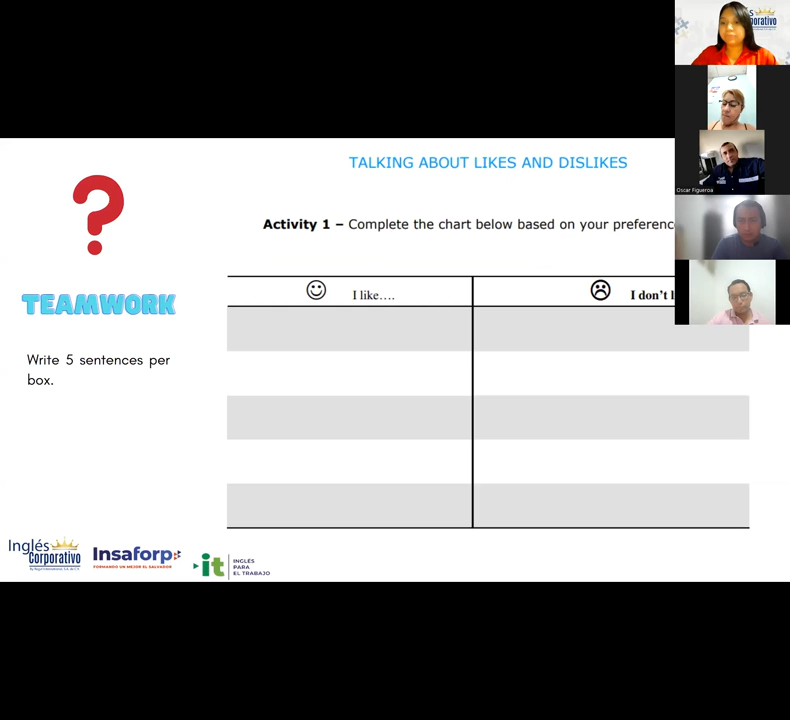 TALKING ABOUT LIKES AND DISLIKES
Activity 1 – Complete the chart below based on your preferenc
I like....
I don't l
TEAMWORK
Write 5 sentences per
box.
Oscar Figueroa
Inglés
Corporativo
Insaforp
FORMANDO UN MEJOR EL SALVADOR
it
INGLÉS
PARA
EL TRABAJO